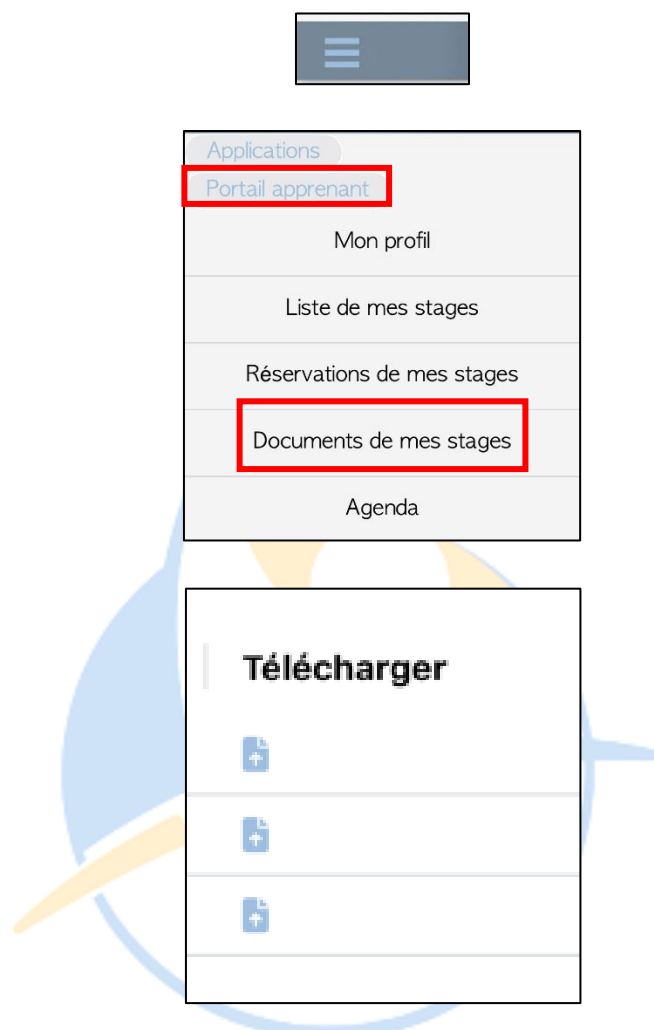 Applications
Portail apprenant
Mon profil
Liste de mes stages
Réservations de mes stages
Documents de mes stages
Agenda
Télécharger